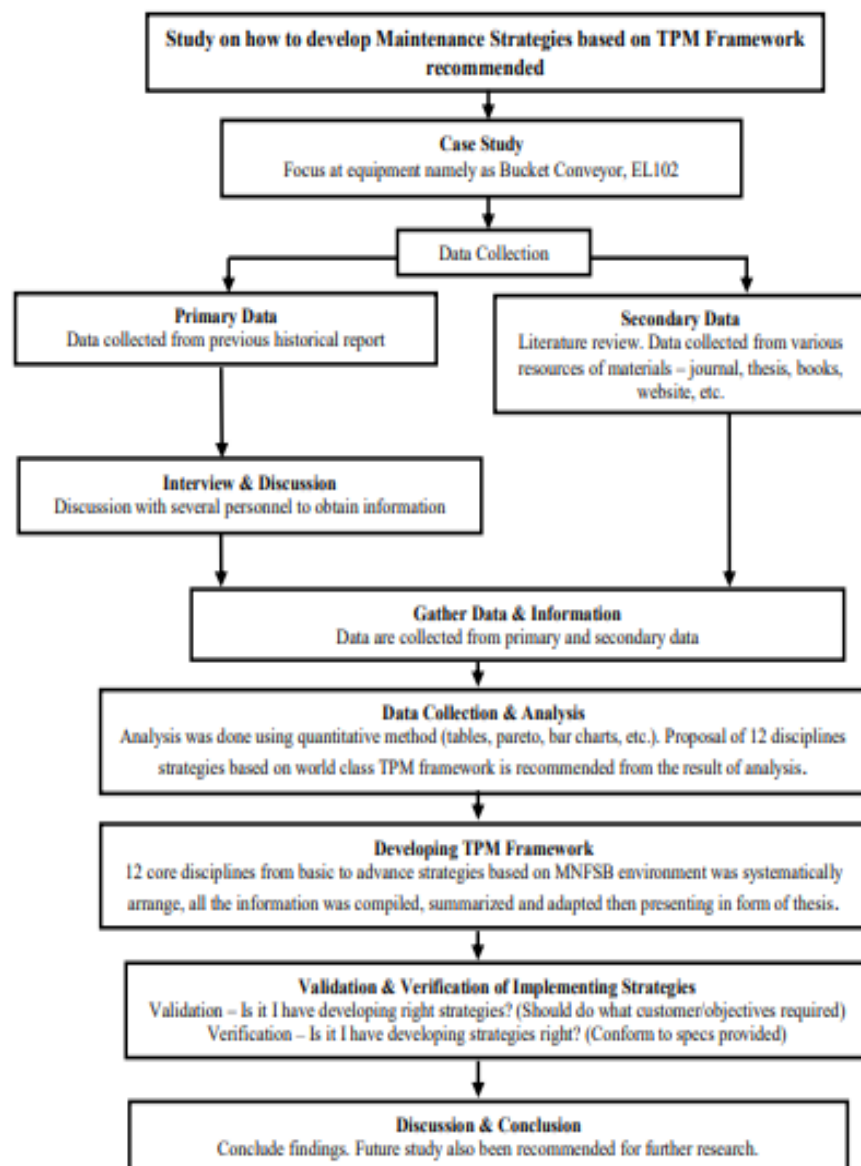 Study on how to develop Maintenance Strategies based on TPM Framework
recommended
Case Study
Focus at equipment namely as Bucket Conveyor, EL102
Data Collection
Primary Data
Data collected from previous historical report
Secondary Data
Literature review. Data collected from various
resources of materials – journal, thesis, books,
website, etc.
Interview & Discussion
Discussion with several personnel to obtain information
Gather Data & Information
Data are collected from primary and secondary data
Data Collection & Analysis
Analysis was done using quantitative method (tables, pareto, bar charts, etc.). Proposal of 12 disciplines
strategies based on world class TPM framework is recommended from the result of analysis.
Developing TPM Framework
12 core disciplines from basic to advance strategies based on MNFSB environment was systematically
arrange, all the information was compiled, summarized and adapted then presenting in form of thesis.
Validation & Verification of Implementing Strategies
Validation – Is it I have developing right strategies? (Should do what customer/objectives required)
Verification – Is it I have developing strategies right? (Conform to specs provided)
Discussion & Conclusion
Conclude findings. Future study also been recommended for further research.